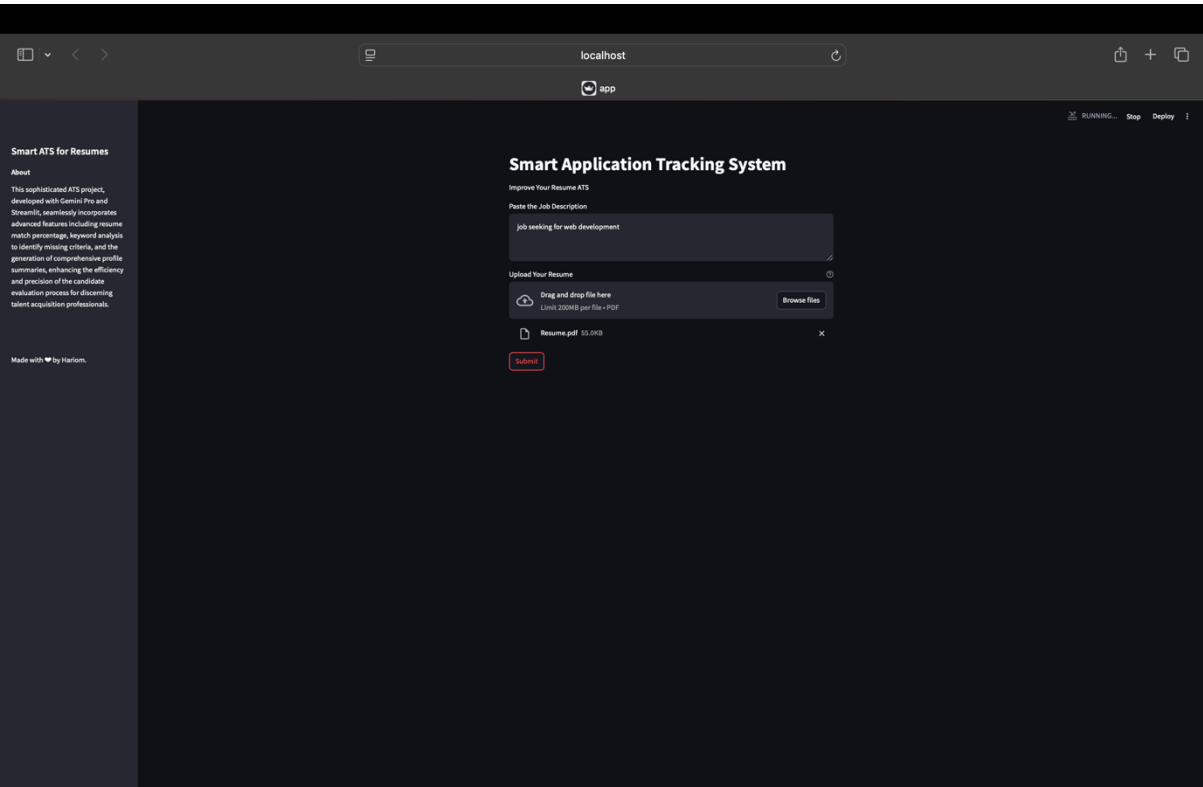 localhost
app
RUNNING... Stop Deploy
Smart ATS for Resumes
About
This sophisticated ATS project,
developed with Gemini Pro and
Streamlit, seamlessly incorporates
advanced features including resume
match percentage, keyword analysis
to identify missing criteria, and the
generation of comprehensive profile
summaries, enhancing the efficiency
and precision of the candidate
evaluation process for discerning
talent acquisition professionals.
Made with ❤ by Hariom.
Smart Application Tracking System
Improve Your Resume ATS
Paste the Job Description
job seeking for web development
Upload Your Resume
Drag and drop file here
Limit 200MB per file • PDF
Browse files
Resume.pdf 55.0KB
Submit